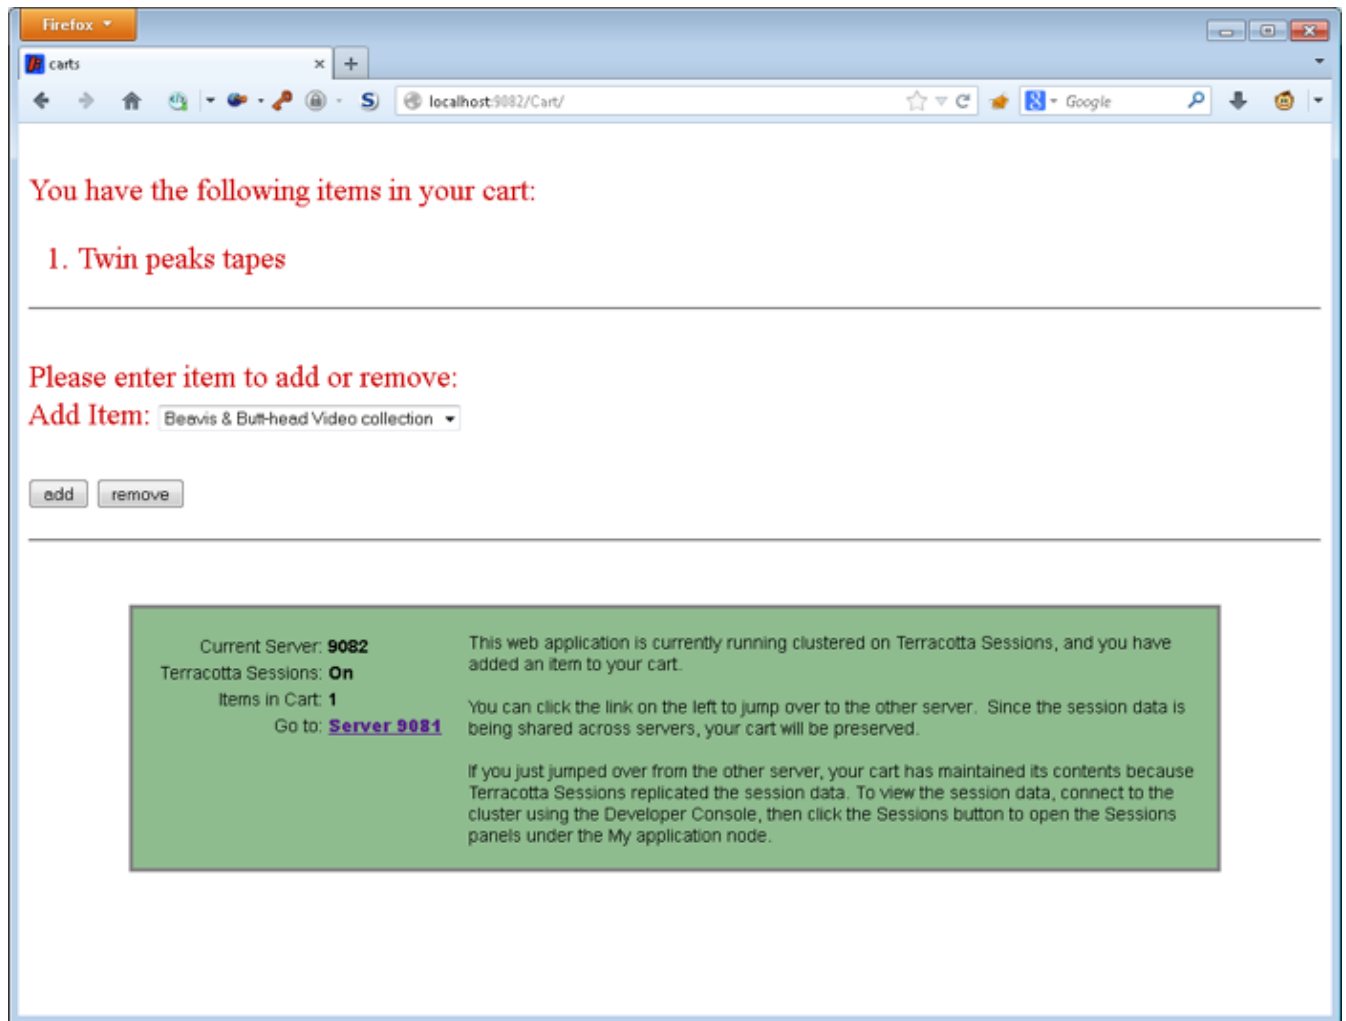 Firefox
carts
localhost:9082/Cart/
Google
You have the following items in your cart:
1. Twin peaks tapes
Please enter item to add or remove:
Add Item: Beavis & Butt-head Video collection
add remove
Current Server: 9082
Terracotta Sessions: On
Items in Cart: 1
Go to: Server 9081
This web application is currently running clustered on Terracotta Sessions, and you have
added an item to your cart.
You can click the link on the left to jump over to the other server. Since the session data is
being shared across servers, your cart will be preserved.
If you just jumped over from the other server, your cart has maintained its contents because
Terracotta Sessions replicated the session data. To view the session data, connect to the
cluster using the Developer Console, then click the Sessions button to open the Sessions
panels under the My application node.